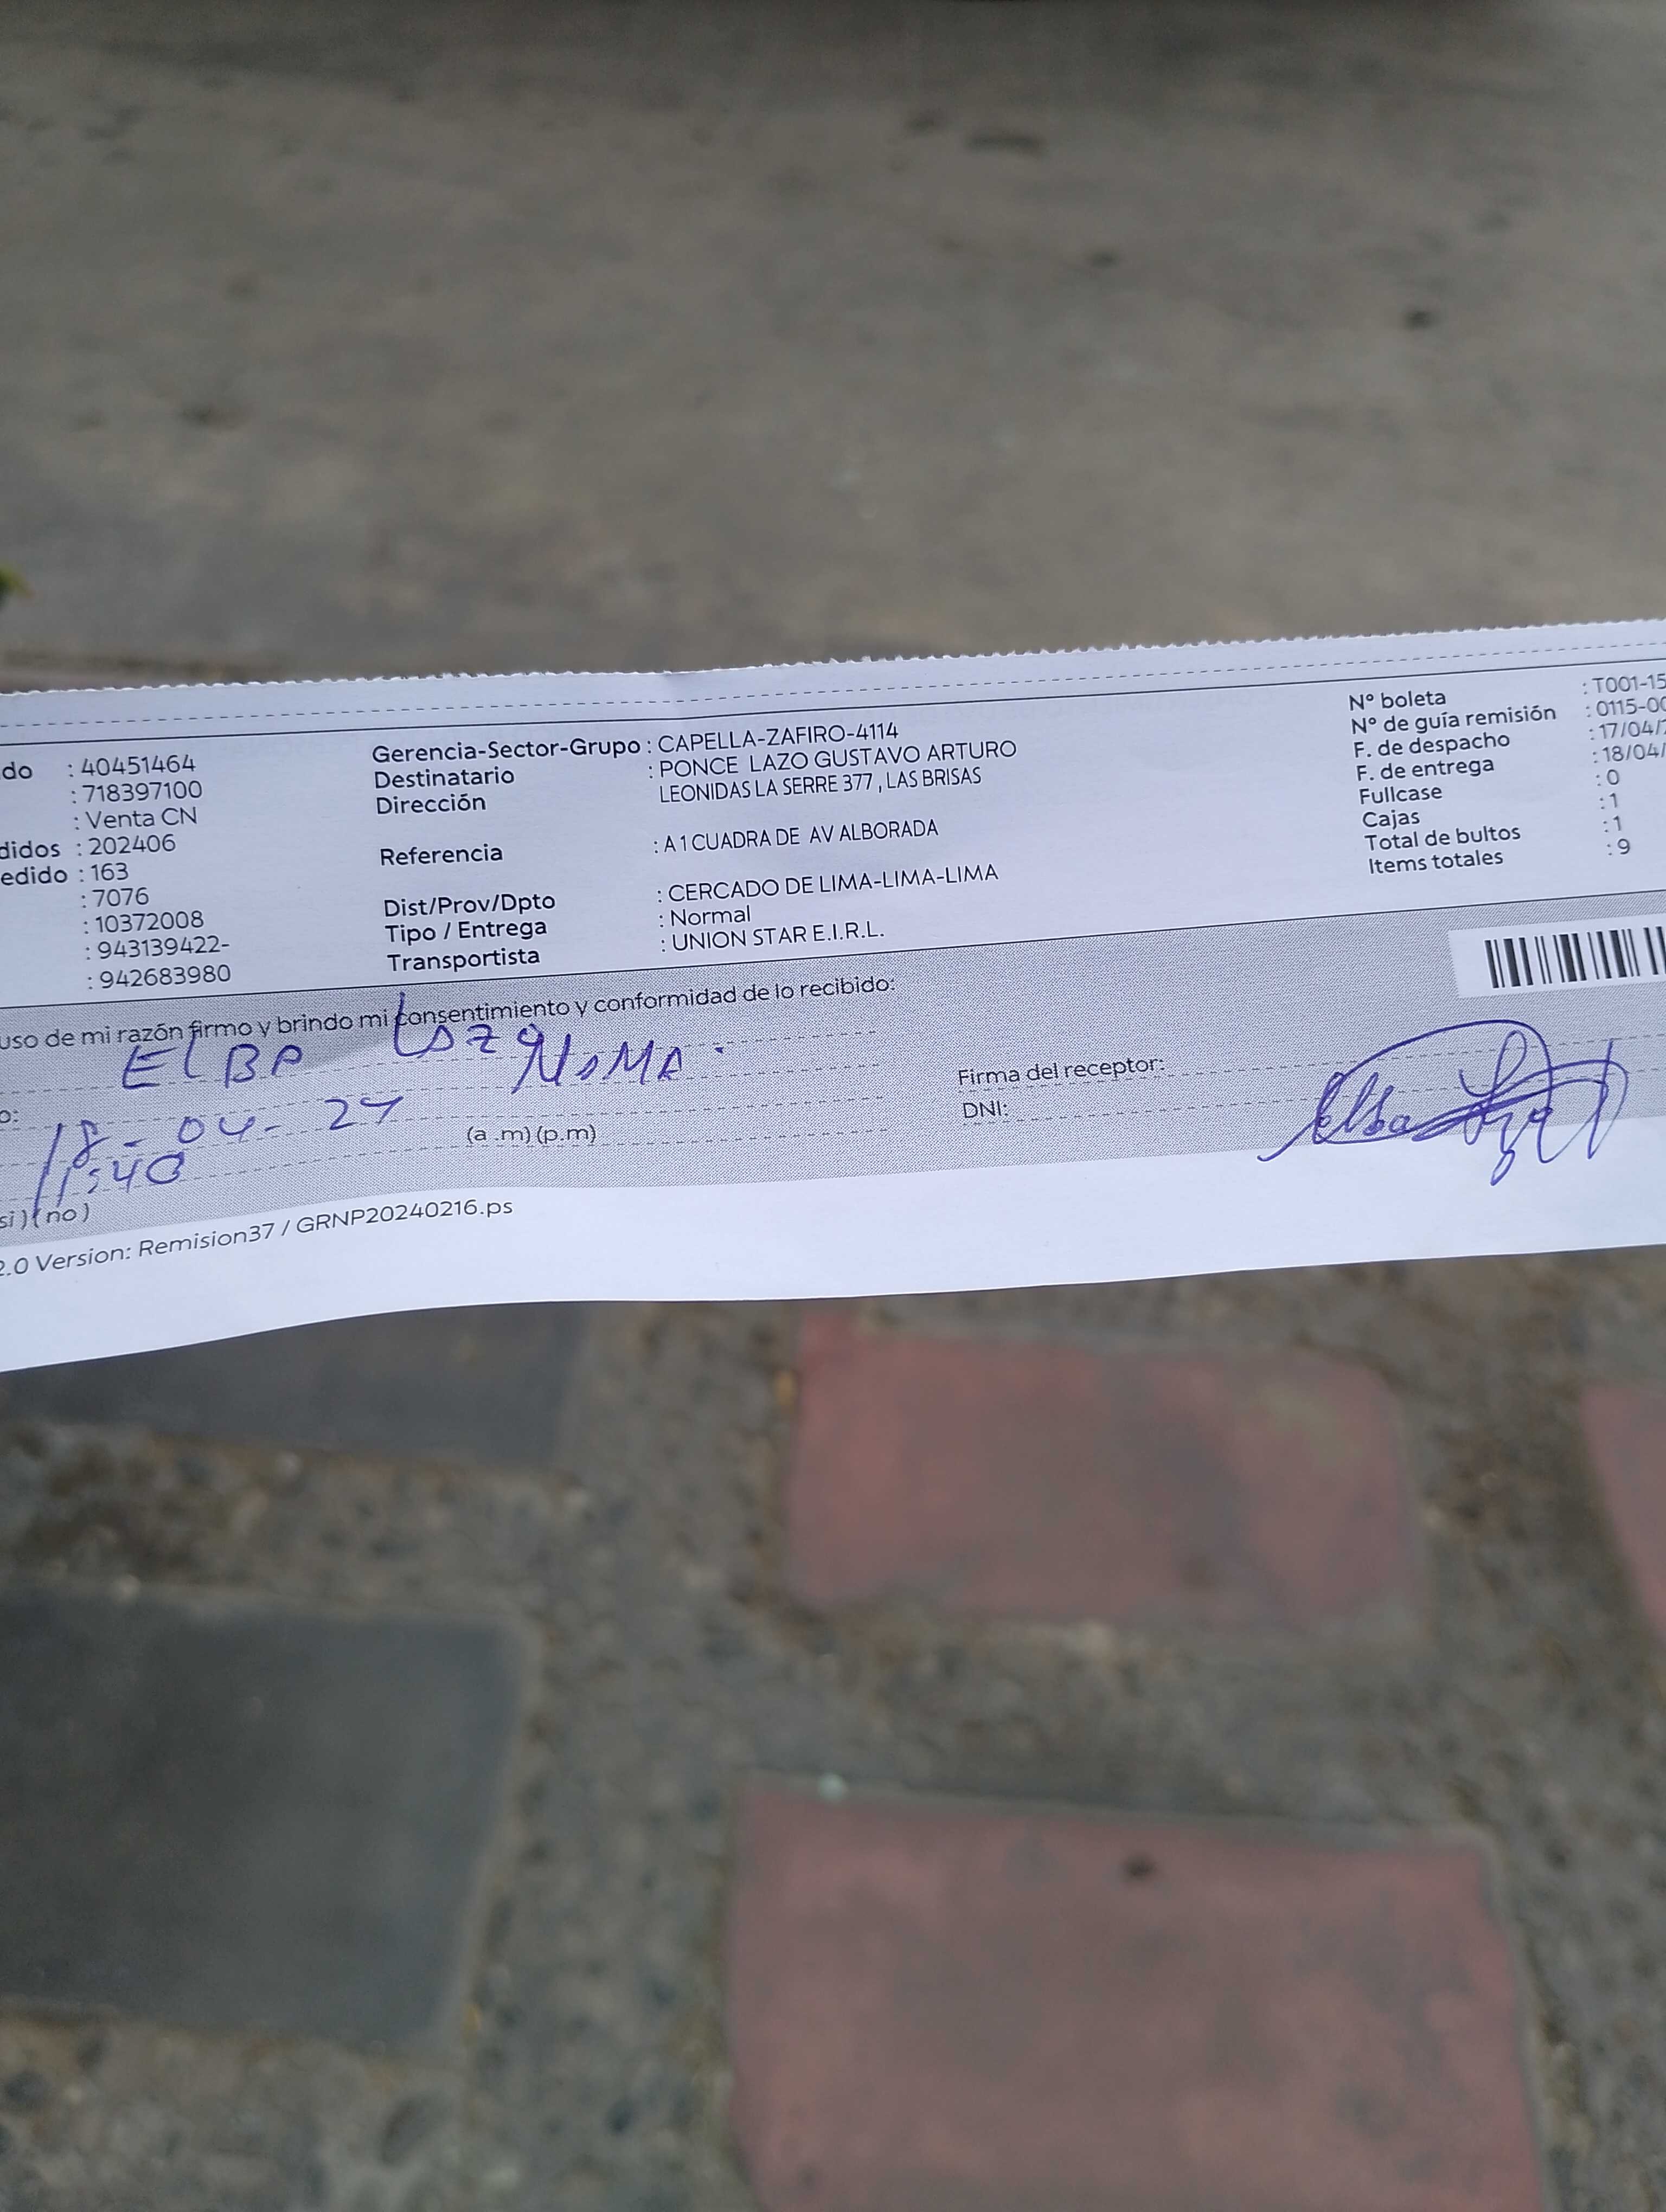 do : 40451464
: 718397100
: Venta CN
didos : 202406
edido : 163
: 7076
: 10372008
: 943139422-
: 942683980
Gerencia-Sector-Grupo : CAPELLA-ZAFIRO-4114
Destinatario : PONCE LAZO GUSTAVO ARTURO
Dirección LEONIDAS LA SERRE 377 , LAS BRISAS
Referencia : A 1 CUADRA DE AV ALBORADA
Dist/Prov/Dpto : CERCADO DE LIMA-LIMA-LIMA
Tipo / Entrega : Normal
Transportista : UNION STAR E.I.R.L.
N° boleta : T001-15
N° de guía remisión : 0115-00
F. de despacho : 17/04/
F. de entrega : 18/04/
Fullcase : 0
Cajas : 1
Total de bultos : 1
Items totales : 9
uso de mi razón firmo y brindo mi consentimiento y conformidad de lo recibido:
ELBA
o:
18-04-24
11:40
(a .m) (p.m)
si ) ( no )
Firma del receptor:
DNI:
Elba
2.0 Version: Remision37 / GRNP20240216.ps